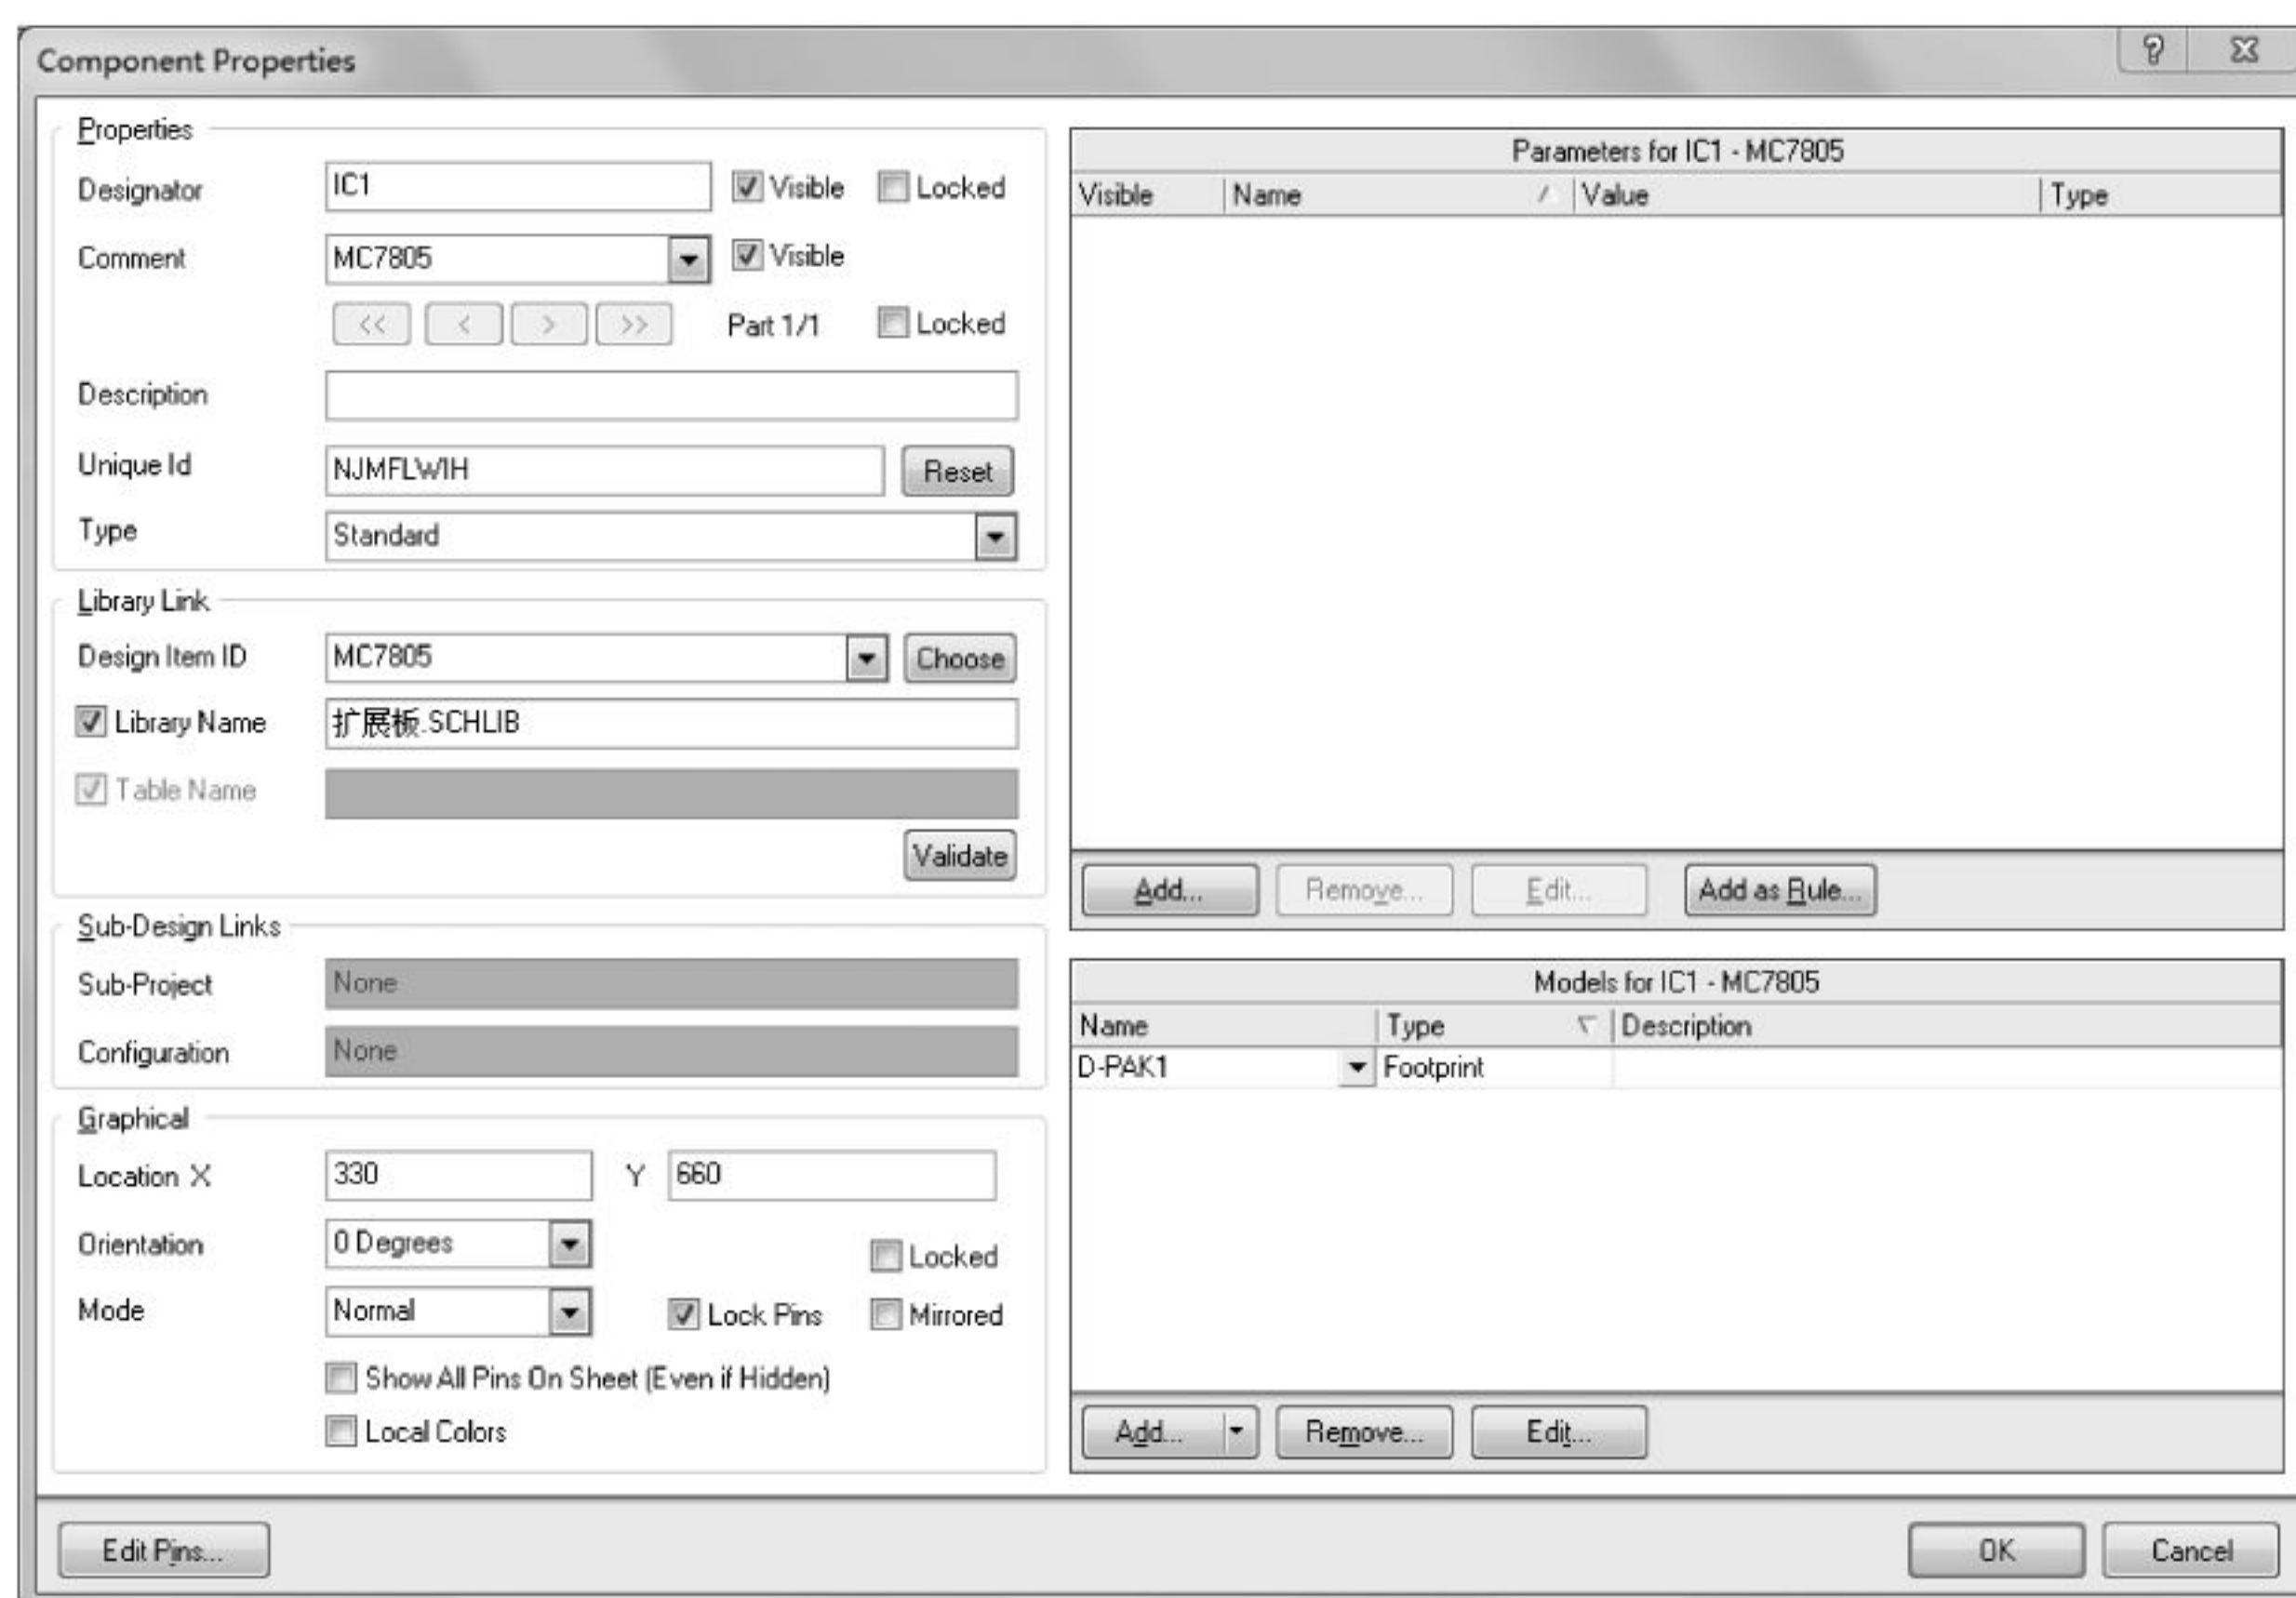 Component Properties
Properties
Designator IC1 Visible Locked
Comment MC7805 Visible
<< < > >> Part 1/1 Locked
Description
Unique Id NJMFLWIH Reset
Type Standard
Library Link
Design Item ID MC7805 Choose
Library Name 扩展板.SCHLIB
Table Name
Validate
Sub-Design Links
Sub-Project None
Configuration None
Graphical
Location X 330 Y 660
Orientation 0 Degrees Locked
Mode Normal Lock Pins Mirrored
Show All Pins On Sheet (Even if Hidden)
Local Colors
Parameters for IC1 - MC7805
Visible Name Value Type
Add... Remove... Edit... Add as Rule...
Models for IC1 - MC7805
Name Type Description
D-PAK1 Footprint
Add... Remove... Edit...
Edit Pins... OK Cancel